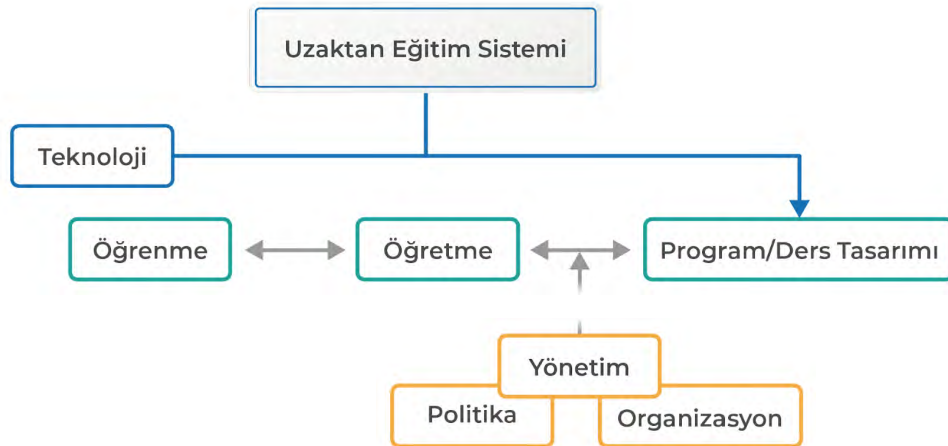 Uzaktan Eğitim Sistemi
Teknoloji
Öğrenme
Öğretme
Program/Ders Tasarımı
Yönetim
Politika
Organizasyon